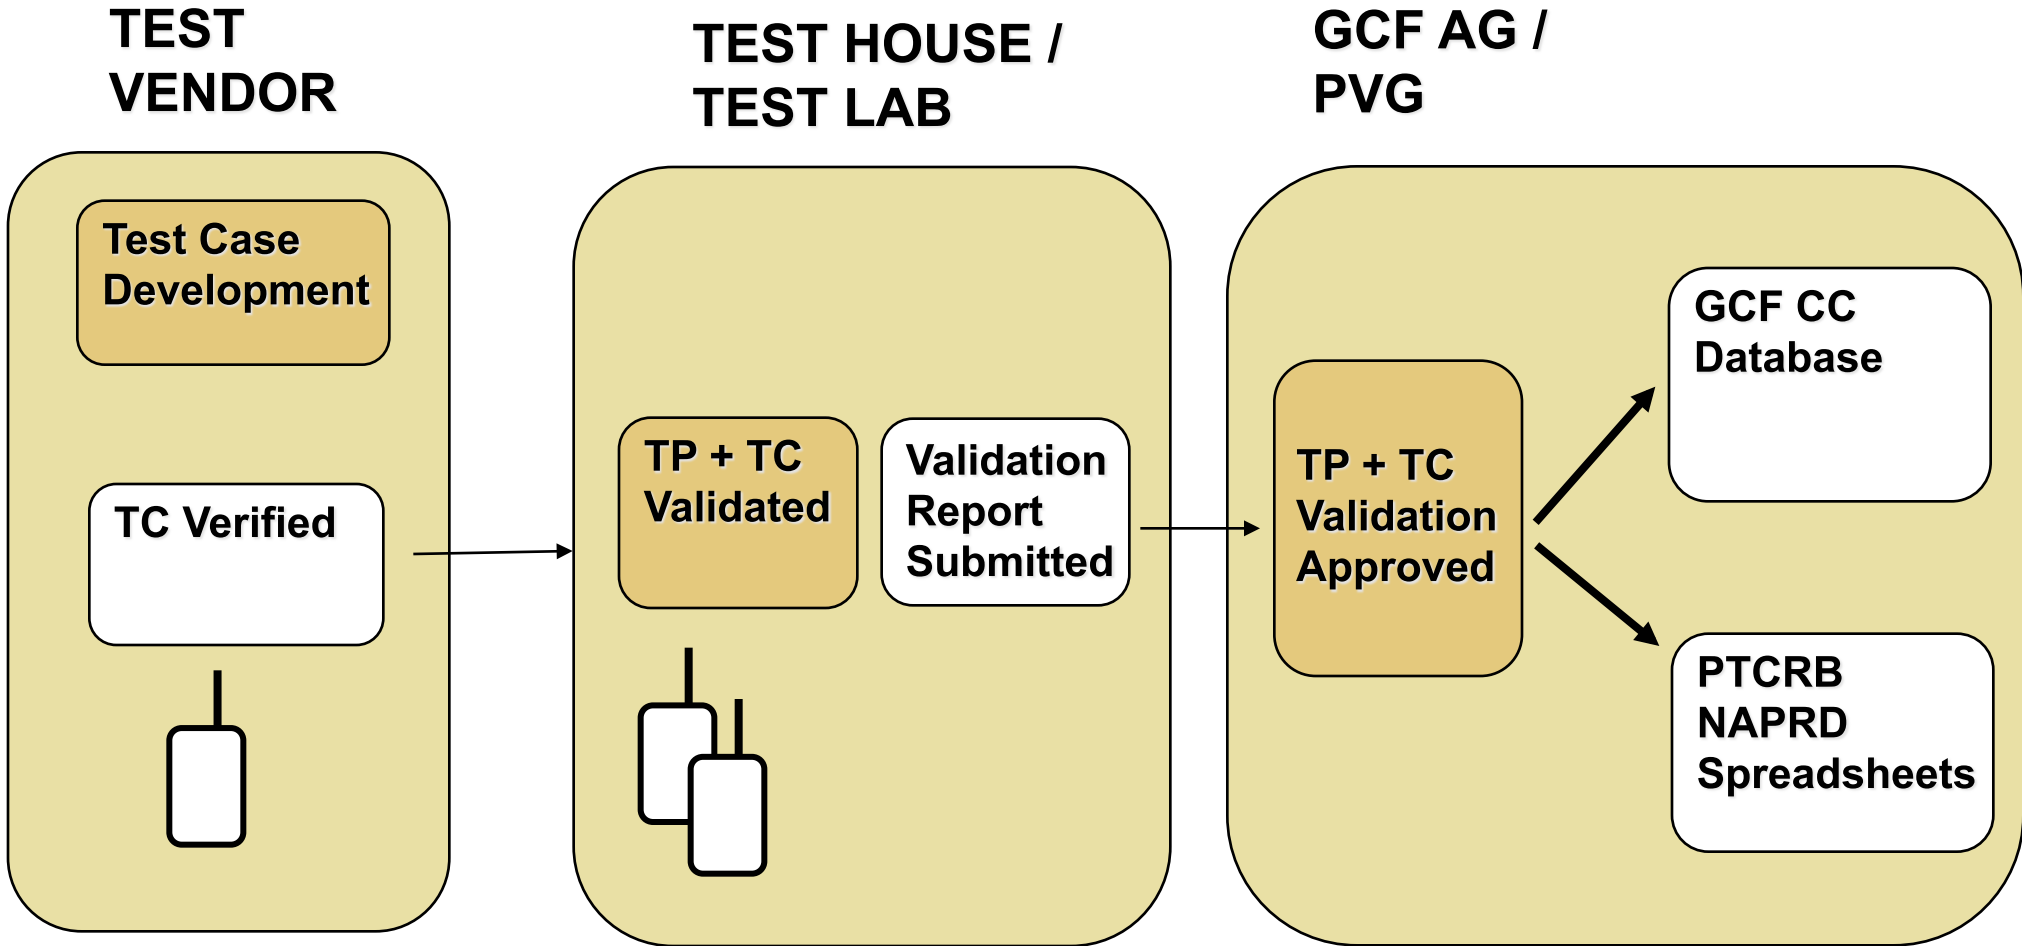 TEST
VENDOR
TEST HOUSE /
TEST LAB
GCF AG /
PVG
Test Case
Development
TC Verified
TP + TC
Validated
Validation
Report
Submitted
TP + TC
Validation
Approved
GCF CC
Database
PTCRB
NAPRD
Spreadsheets